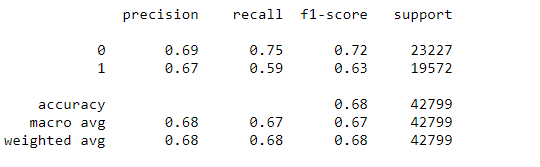 precision recall f1-score support
0 0.69 0.75 0.72 23227
1 0.67 0.59 0.63 19572
accuracy 0.68 42799
macro avg 0.68 0.67 0.67 42799
weighted avg 0.68 0.68 0.68 42799